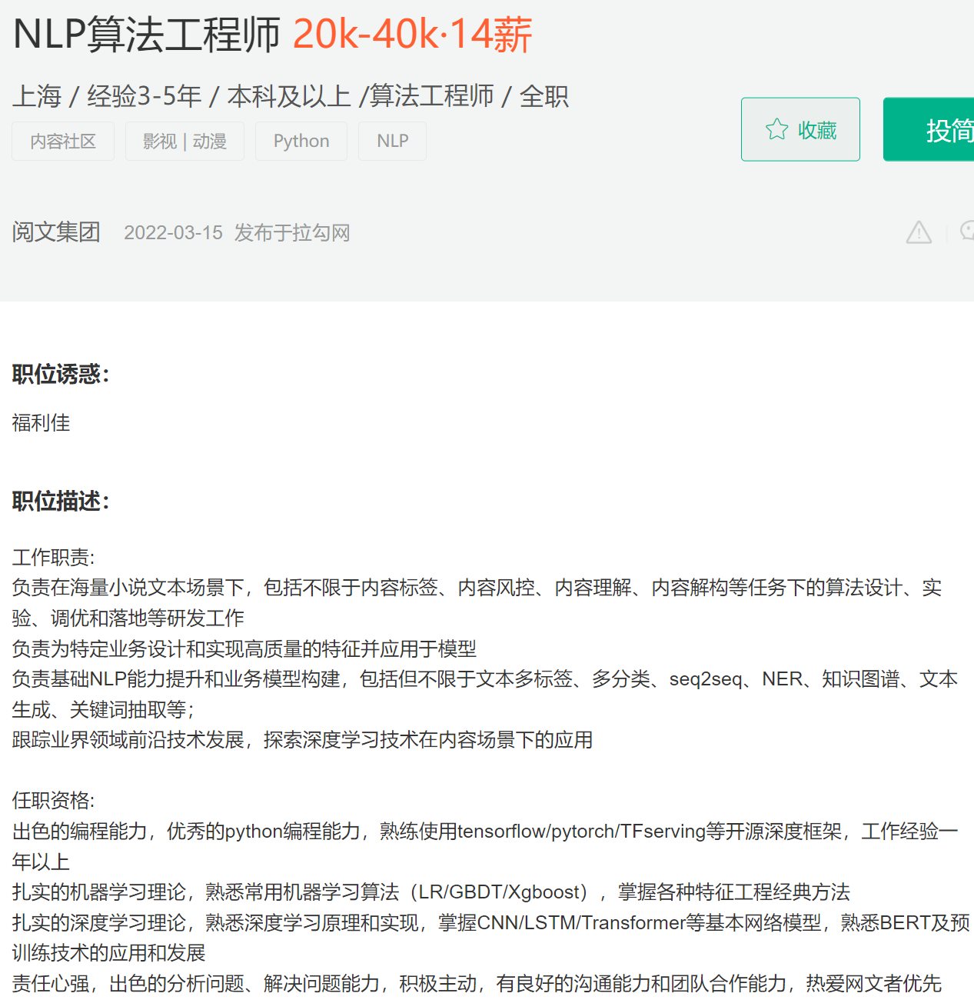 NLP算法工程师 20k-40k·14薪
上海 / 经验3-5年 / 本科及以上 /算法工程师 / 全职
内容社区 影视 | 动漫 Python NLP
收藏 投简
阅文集团 2022-03-15 发布于拉勾网
职位诱惑：
福利佳
职位描述：
工作职责:
负责在海量小说文本场景下，包括不限于内容标签、内容风控、内容理解、内容解构等任务下的算法设计、实
验、调优和落地等研发工作
负责为特定业务设计和实现高质量的特征并应用于模型
负责基础NLP能力提升和业务模型构建，包括但不限于文本多标签、多分类、seq2seq、NER、知识图谱、文本
生成、关键词抽取等；
跟踪业界领域前沿技术发展，探索深度学习技术在内容场景下的应用
任职资格:
出色的编程能力，优秀的python编程能力，熟练使用tensorflow/pytorch/TFserving等开源深度框架，工作经验一
年以上
扎实的机器学习理论，熟悉常用机器学习算法（LR/GBDT/Xgboost），掌握各种特征工程经典方法
扎实的深度学习理论，熟悉深度学习原理和实现，掌握CNN/LSTM/Transformer等基本网络模型，熟悉BERT及预
训练技术的应用和发展
责任心强，出色的分析问题、解决问题能力，积极主动，有良好的沟通能力和团队合作能力，热爱网文者优先